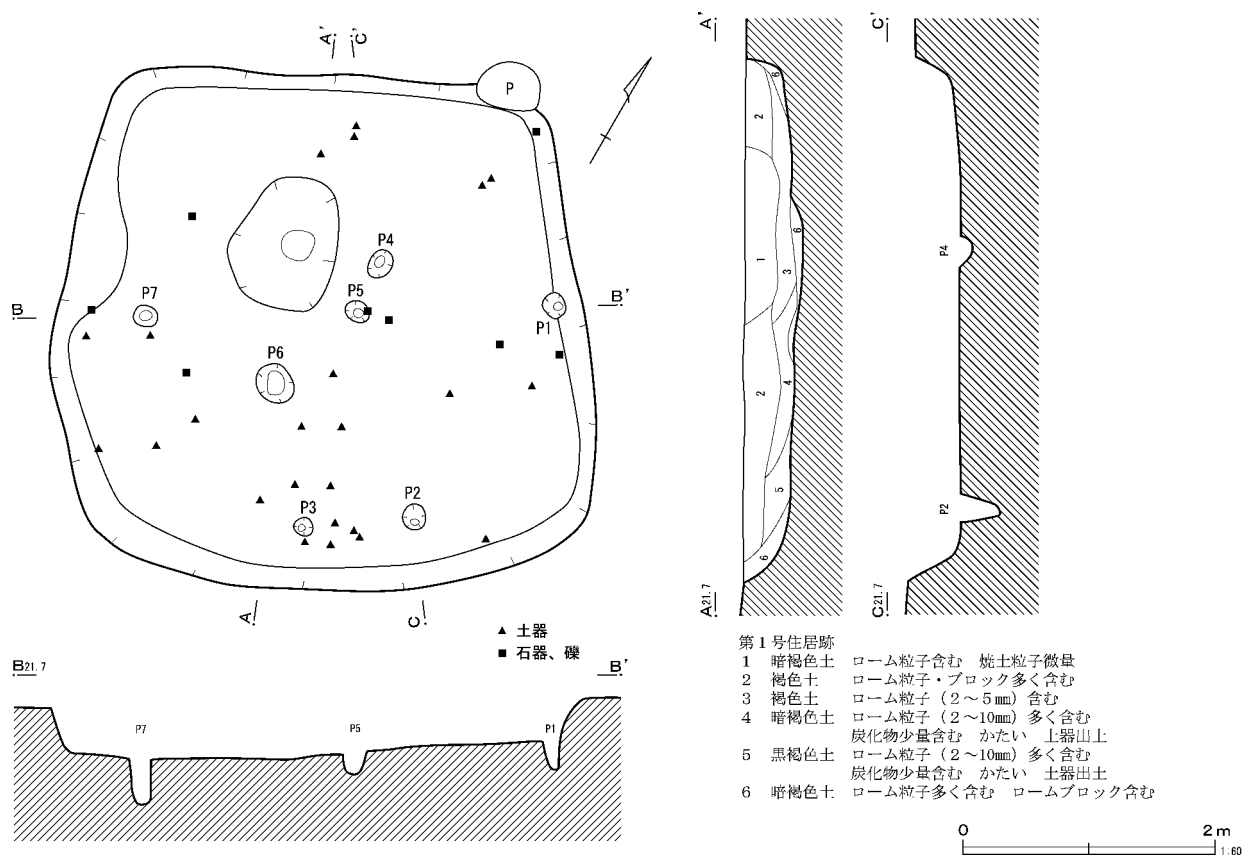 A'
C'
P
P4
P5
P7
P1
P6
P2
P3
B
B'
A
C
▲ 土器
■ 石器、礫
B21.7
B'
P7
P5
P1
A'
C'
2
6
1
3
6
2
4
5
6
P4
P2
A21.7
C21.7
第1号住居跡
1 暗褐色土 ローム粒子含む 焼土粒子微量
2 褐色土 ローム粒子・ブロック多く含む
3 褐色土 ローム粒子(2~5㎜)含む
4 暗褐色土 ローム粒子(2~10㎜)多く含む
炭化物少量含む かたい 土器出土
5 黒褐色土 ローム粒子(2~10㎜)多く含む
炭化物少量含む かたい 土器出土
6 暗褐色土 ローム粒子多く含む ロームブロック含む
0 2m
1:60